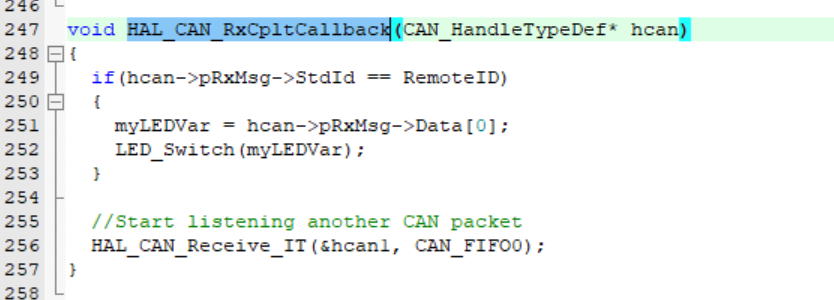 246
247 void HAL_CAN_RxCpltCallback(CAN_HandleTypeDef* hcan)
248 {
249 if(hcan->pRxMsg->StdId == RemoteID)
250 {
251 myLEDVar = hcan->pRxMsg->Data[0];
252 LED_Switch(myLEDVar);
253 }
254
255 //Start listening another CAN packet
256 HAL_CAN_Receive_IT(&hcan1, CAN_FIFO0);
257 }
258